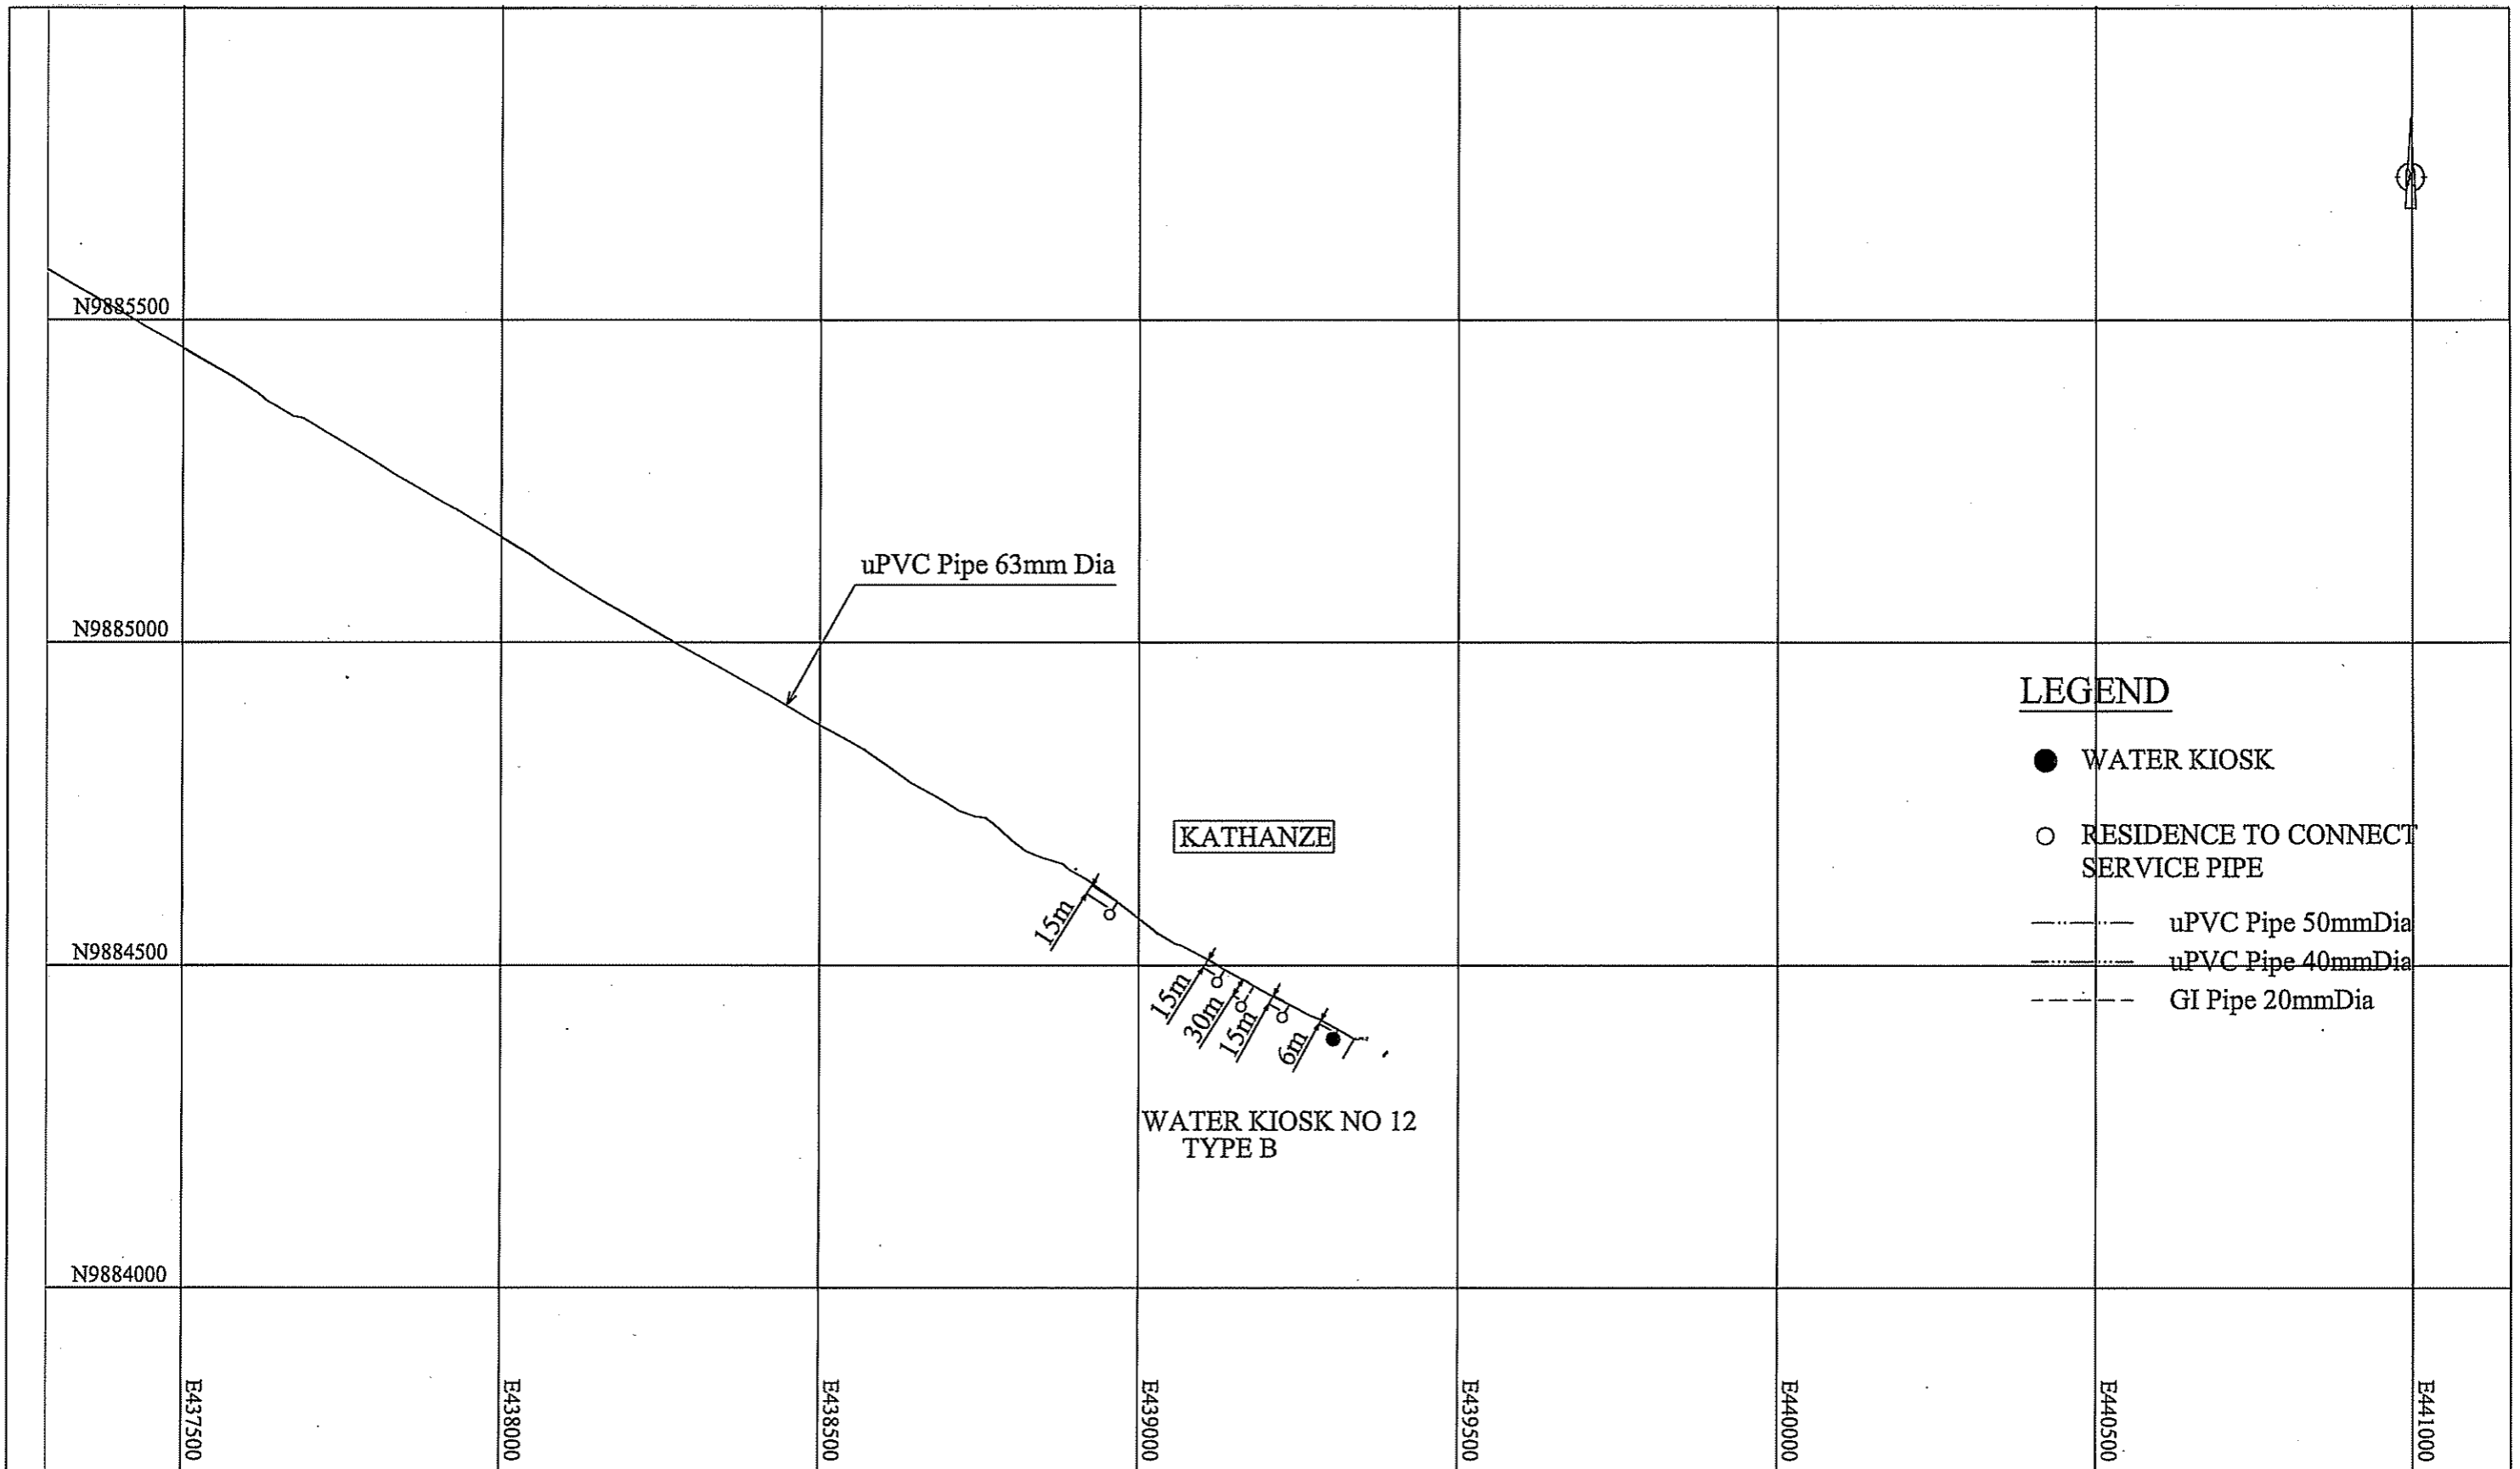 N9885500
uPVC Pipe 63mm Dia
N9885000
LEGEND
WATER KIOSK
RESIDENCE TO CONNECT
SERVICE PIPE
uPVC Pipe 50mmDia
uPVC Pipe 40mmDia
GI Pipe 20mmDia
KATHANZE
15m
N9884500
15m
30m
15m
6m
WATER KIOSK NO 12
TYPE B
N9884000
E437500
E438000
E438500
E439000
E439500
E440000
E440500
E441000